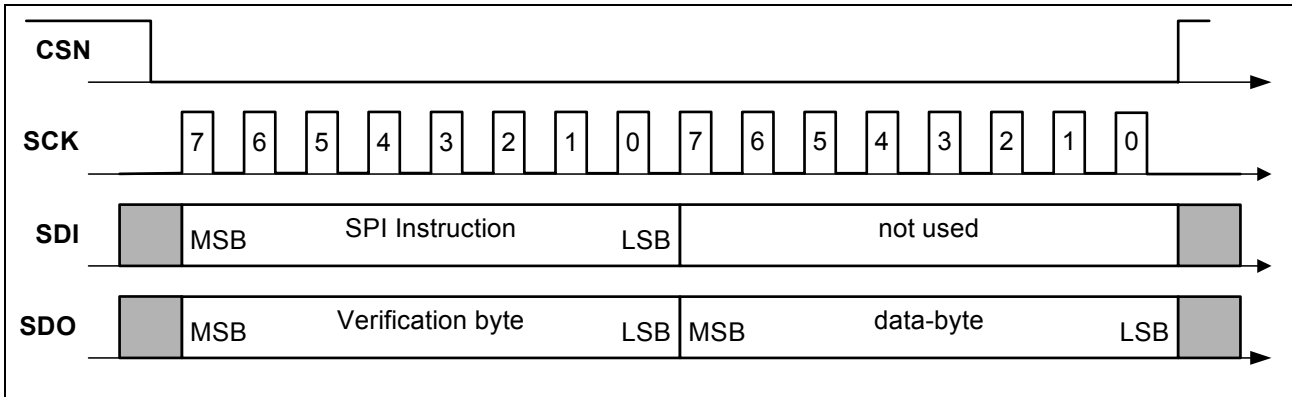 CSN
SCK 7 6 5 4 3 2 1 0 7 6 5 4 3 2 1 0
SDI MSB SPI Instruction LSB not used
SDO MSB Verification byte LSB MSB data-byte LSB